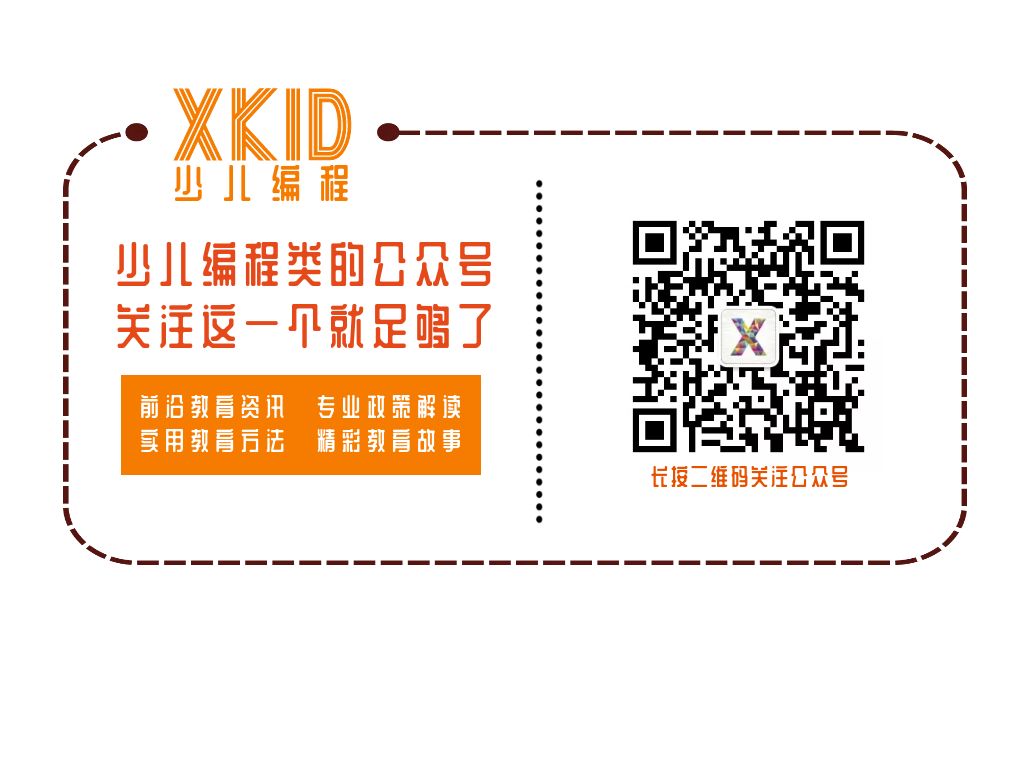 XKID
少儿编程
少儿编程类的公众号
关注这一个就足够了
前沿教育资讯 专业政策解读
实用教育方法 精彩教育故事
X
长按二维码关注公众号